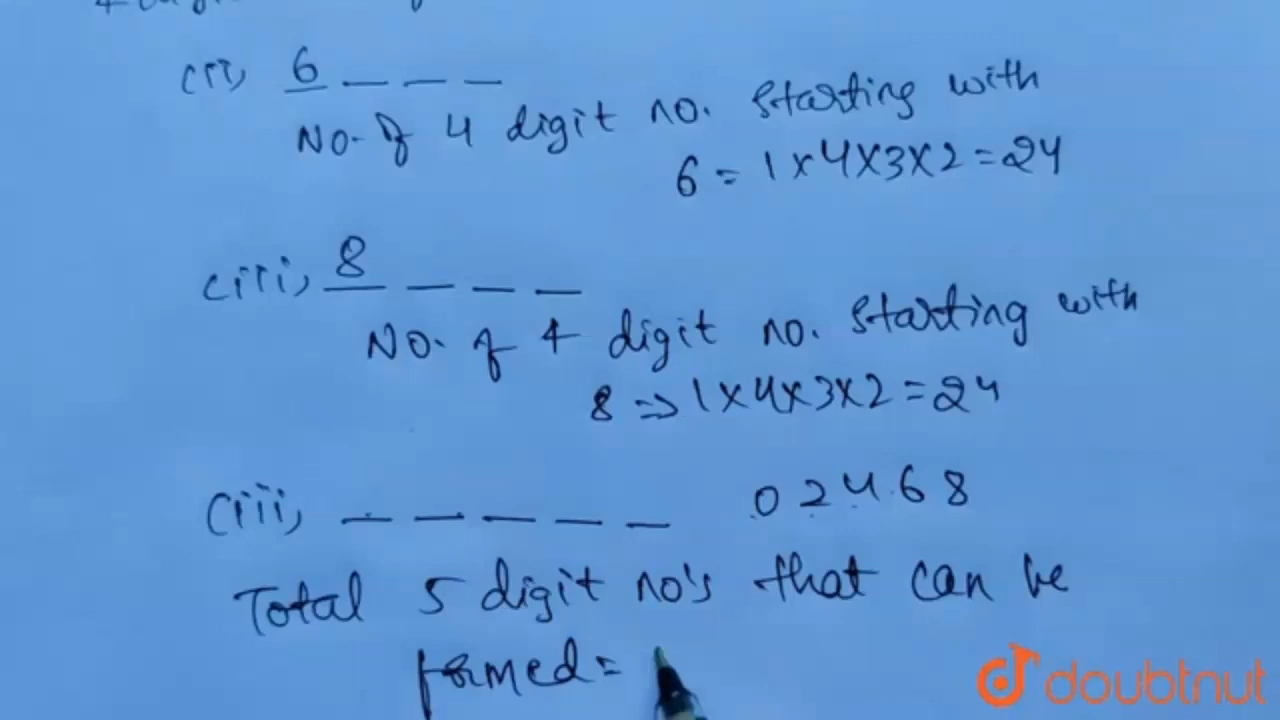 (ii) 6 _ _ _
No. of 4 digit no. starting with
6 = 1 x 4 x 3 x 2 = 24
(iii) 8 _ _ _
No. of 4 digit no. starting with
8 => 1 x 4 x 3 x 2 = 24
(iii) _ _ _ _ _ 0 2 4 6 8
Total 5 digit no's that can be
formed =
doubtnut